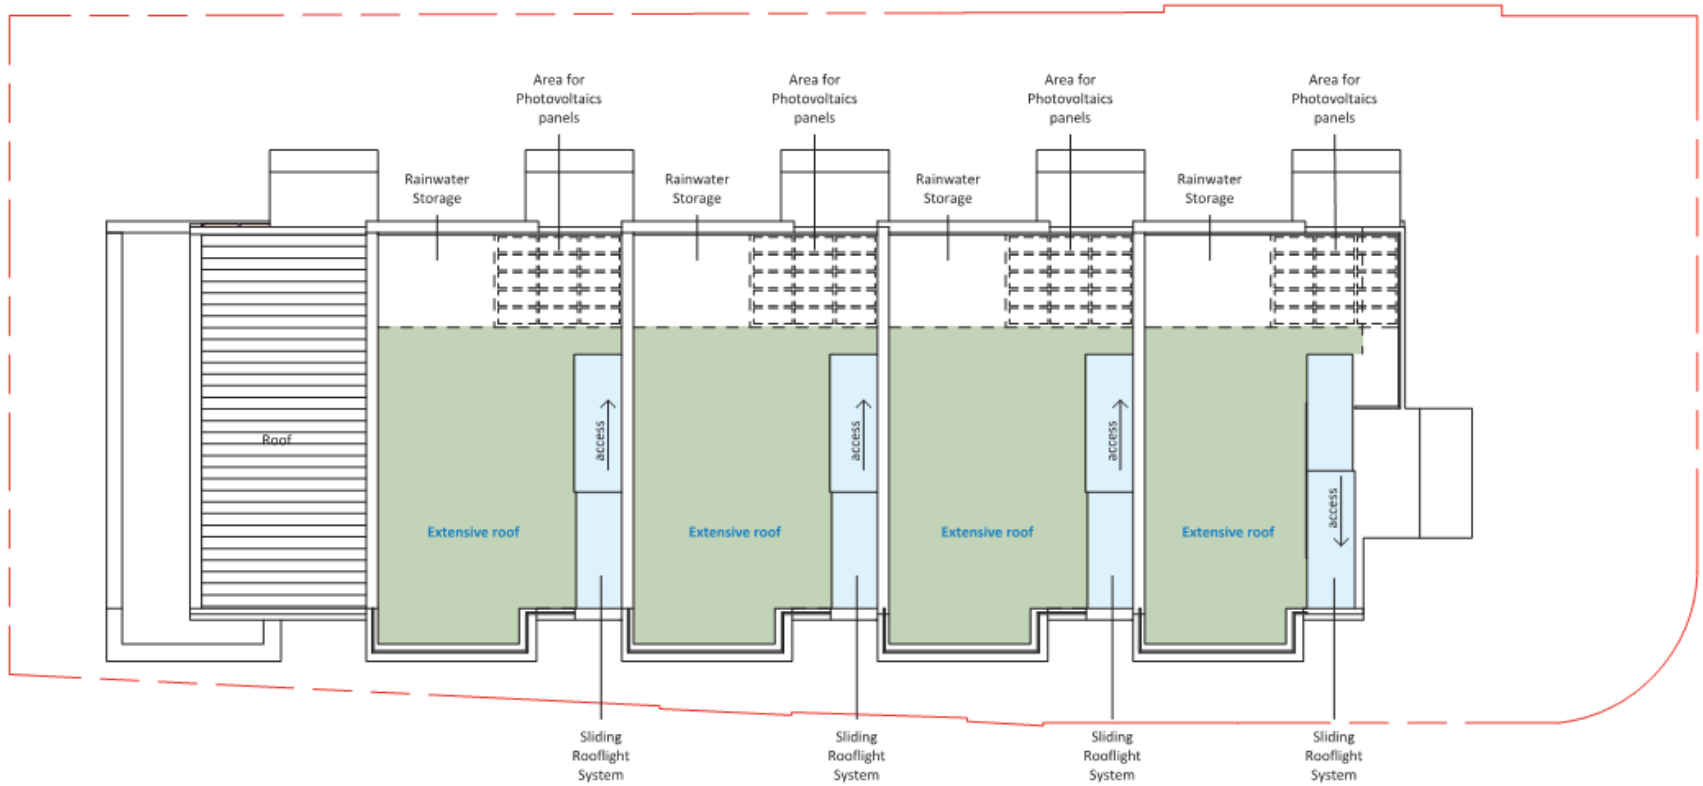 Area for
Photovoltaics
panels
Area for
Photovoltaics
panels
Area for
Photovoltaics
panels
Area for
Photovoltaics
panels
Rainwater
Storage
Rainwater
Storage
Rainwater
Storage
Rainwater
Storage
Roof
access
access
access
access
Extensive roof
Extensive roof
Extensive roof
Extensive roof
Sliding
Rooflight
System
Sliding
Rooflight
System
Sliding
Rooflight
System
Sliding
Rooflight
System